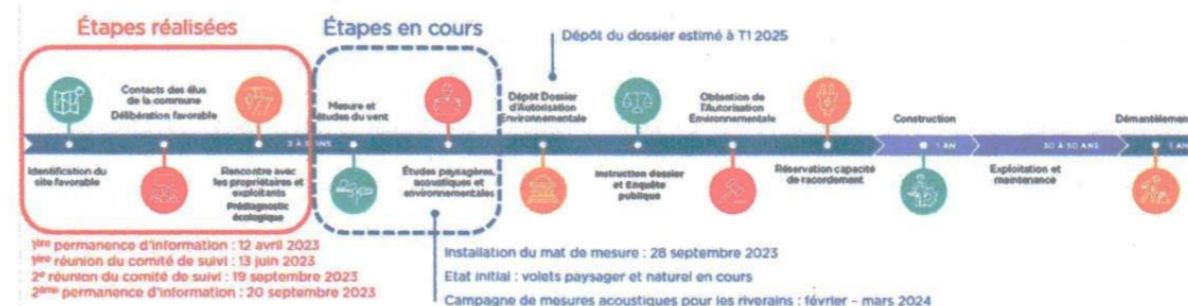 Étapes réalisées
Étapes en cours
Dépôt du dossier estimé à T1 2025
Contacts des élus
de la commune
Délibération favorable
Mesure et
études du vent
Dépôt Dossier
d'Autorisation
Environnementale
Obtention de
l'Autorisation
Environnementale
Construction
Démantèlem
ANS
1 AN
30 À 50 ANS
1 AN
Identification du
site favorable
Rencontre avec
les propriétaires et
exploitants
Prédiagnostic
écologique
Études paysagères,
acoustiques et
environnementales
Instruction dossier
et Enquête
publique
Réservation capacité
de racordement
Exploitation et
maintenance
1ère permanence d'information : 12 avril 2023
1ère réunion du comité de suivi : 13 juin 2023
2e réunion du comité de suivi : 19 septembre 2023
2ème permanence d'information : 20 septembre 2023
Installation du mat de mesure : 28 septembre 2023
Etat initial : volets paysager et naturel en cours
Campagne de mesures acoustiques pour les riverains : février - mars 2024